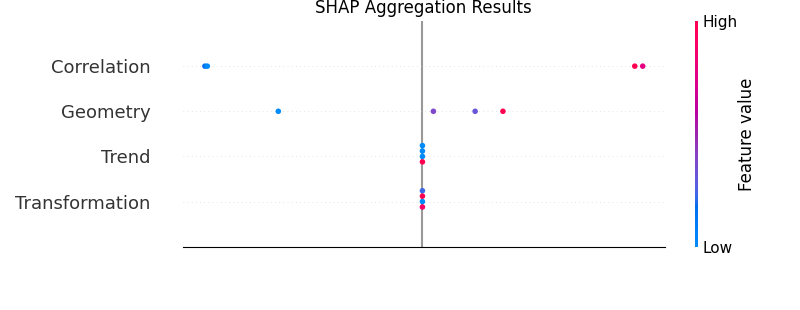 SHAP Aggregation Results
High
Correlation
Geometry
Trend
Transformation
Feature value
Low